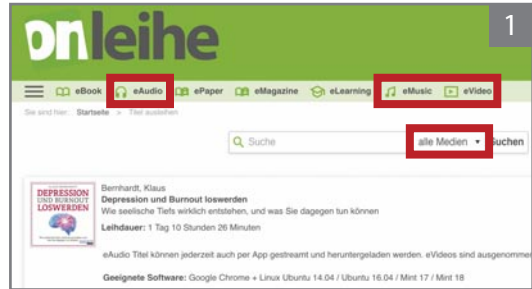 onleihe
1
eBook eAudio ePaper eMagazine eLearning eMusic eVideo
Sie sind hier: Startseite > Titel ausleihen
Suche alle Medien Suchen
DEPRESSION
UND BURNOUT
LOSWERDEN
Bernhardt, Klaus
Depression und Burnout loswerden
Wie seelische Tiefs wirklich entstehen, und was Sie dagegen tun können
Leihdauer: 1 Tag 10 Stunden 26 Minuten
eAudio Titel können jederzeit auch per App gestreamt und heruntergeladen werden. eVideos sind ausgenommen
Geeignete Software: Google Chrome + Linux Ubuntu 14.04 / Ubuntu 16.04 / Mint 17 / Mint 18